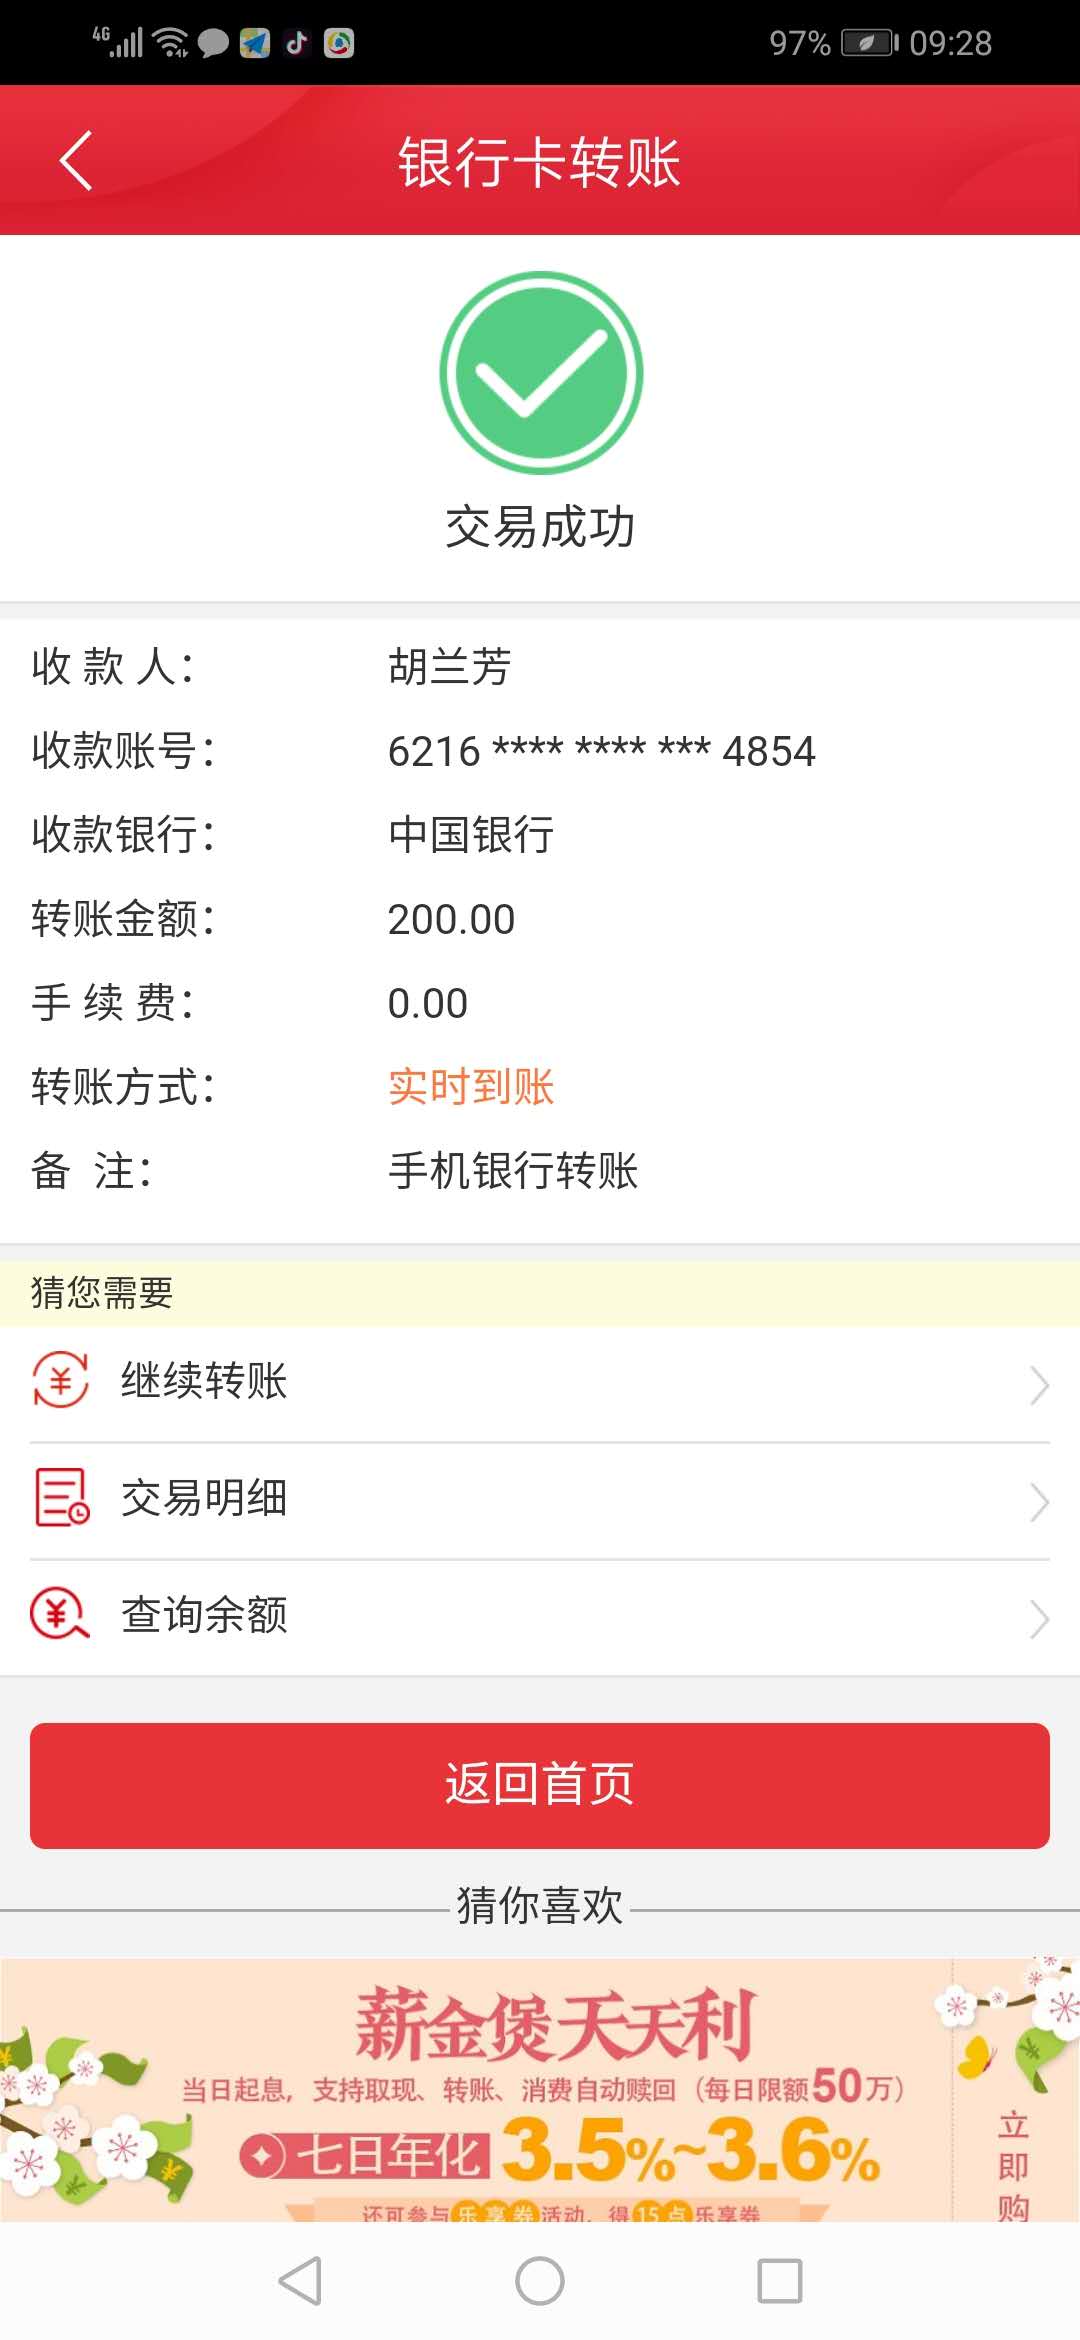 4G 97% 09:28
银行卡转账
交易成功
收 款 人： 胡兰芳
收款账号： 6216 **** **** *** 4854
收款银行： 中国银行
转账金额： 200.00
手 续 费： 0.00
转账方式： 实时到账
备 注： 手机银行转账
猜您需要
继续转账
交易明细
查询余额
返回首页
猜你喜欢
薪金煲天天利
当日起息，支持取现、转账、消费自动赎回（每日限额50万）
七日年化 3.5%~3.6%
还可参与乐享券活动，得15点乐享券
立即购